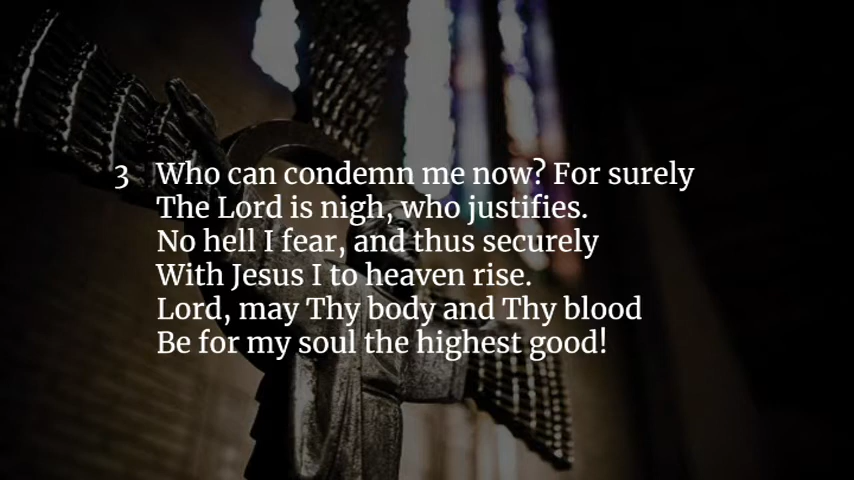 3 Who can condemn me now? For surely
The Lord is nigh, who justifies.
No hell I fear, and thus securely
With Jesus I to heaven rise.
Lord, may Thy body and Thy blood
Be for my soul the highest good!